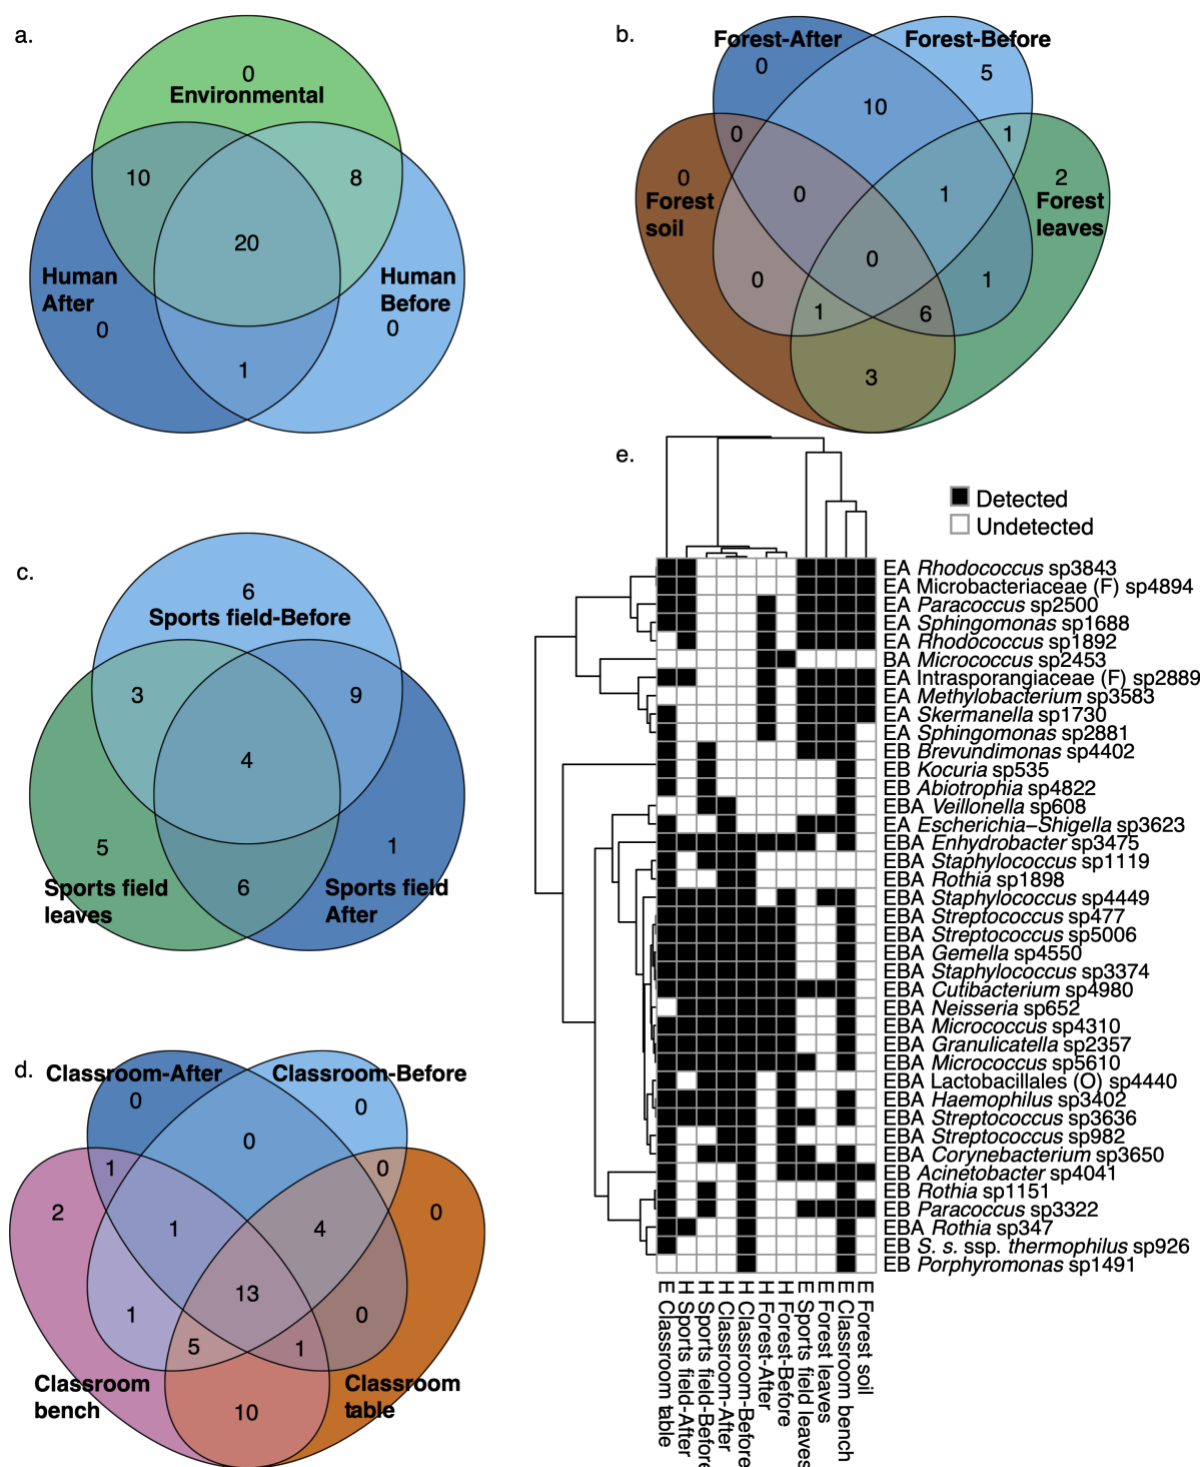 a.
0
Environmental
10
8
20
Human
After
0
Human
Before
0
1
b.
Forest-After
Forest-Before
0
5
10
0
1
0
Forest
soil
0
1
2
Forest
leaves
0
0
1
1
6
3
c.
6
Sports field-Before
3
9
4
5
1
Sports field
leaves
6
Sports field
After
d.
Classroom-After
Classroom-Before
0
0
0
1
0
2
1
4
0
13
1
0
5
1
Classroom
bench
Classroom
table
10
e.
Detected
Undetected
EA Rhodococcus sp3843
EA Microbacteriaceae (F) sp4894
EA Paracoccus sp2500
EA Sphingomonas sp1688
EA Rhodococcus sp1892
BA Micrococcus sp2453
EA Intrasporangiaceae (F) sp2889
EA Methylobacterium sp3583
EA Skermanella sp1730
EA Sphingomonas sp2881
EB Brevundimonas sp4402
EB Kocuria sp535
EB Abiotrophia sp4822
EBA Veillonella sp608
EA Escherichia−Shigella sp3623
EBA Enhydrobacter sp3475
EBA Staphylococcus sp1119
EBA Rothia sp1898
EBA Staphylococcus sp4449
EBA Streptococcus sp477
EBA Streptococcus sp5006
EBA Gemella sp4550
EBA Staphylococcus sp3374
EBA Cutibacterium sp4980
EBA Neisseria sp652
EBA Micrococcus sp4310
EBA Granulicatella sp2357
EBA Micrococcus sp5610
EBA Lactobacillales (O) sp4440
EBA Haemophilus sp3402
EBA Streptococcus sp3636
EBA Streptococcus sp982
EBA Corynebacterium sp3650
EB Acinetobacter sp4041
EB Rothia sp1151
EB Paracoccus sp3322
EBA Rothia sp347
EB S. s. ssp. thermophilus sp926
EB Porphyromonas sp1491
E Classroom table
H Sports field-After
H Sports field-Before
H Classroom-After
H Classroom-Before
H Forest-After
H Forest-Before
E Sports field leaves
E Forest leaves
E Classroom bench
E Forest soil